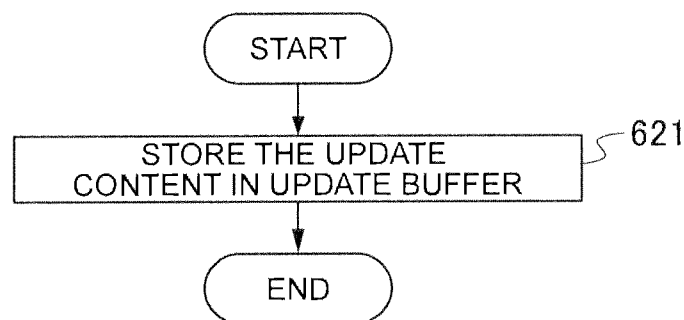 START
STORE THE UPDATE
CONTENT IN UPDATE BUFFER
621
END